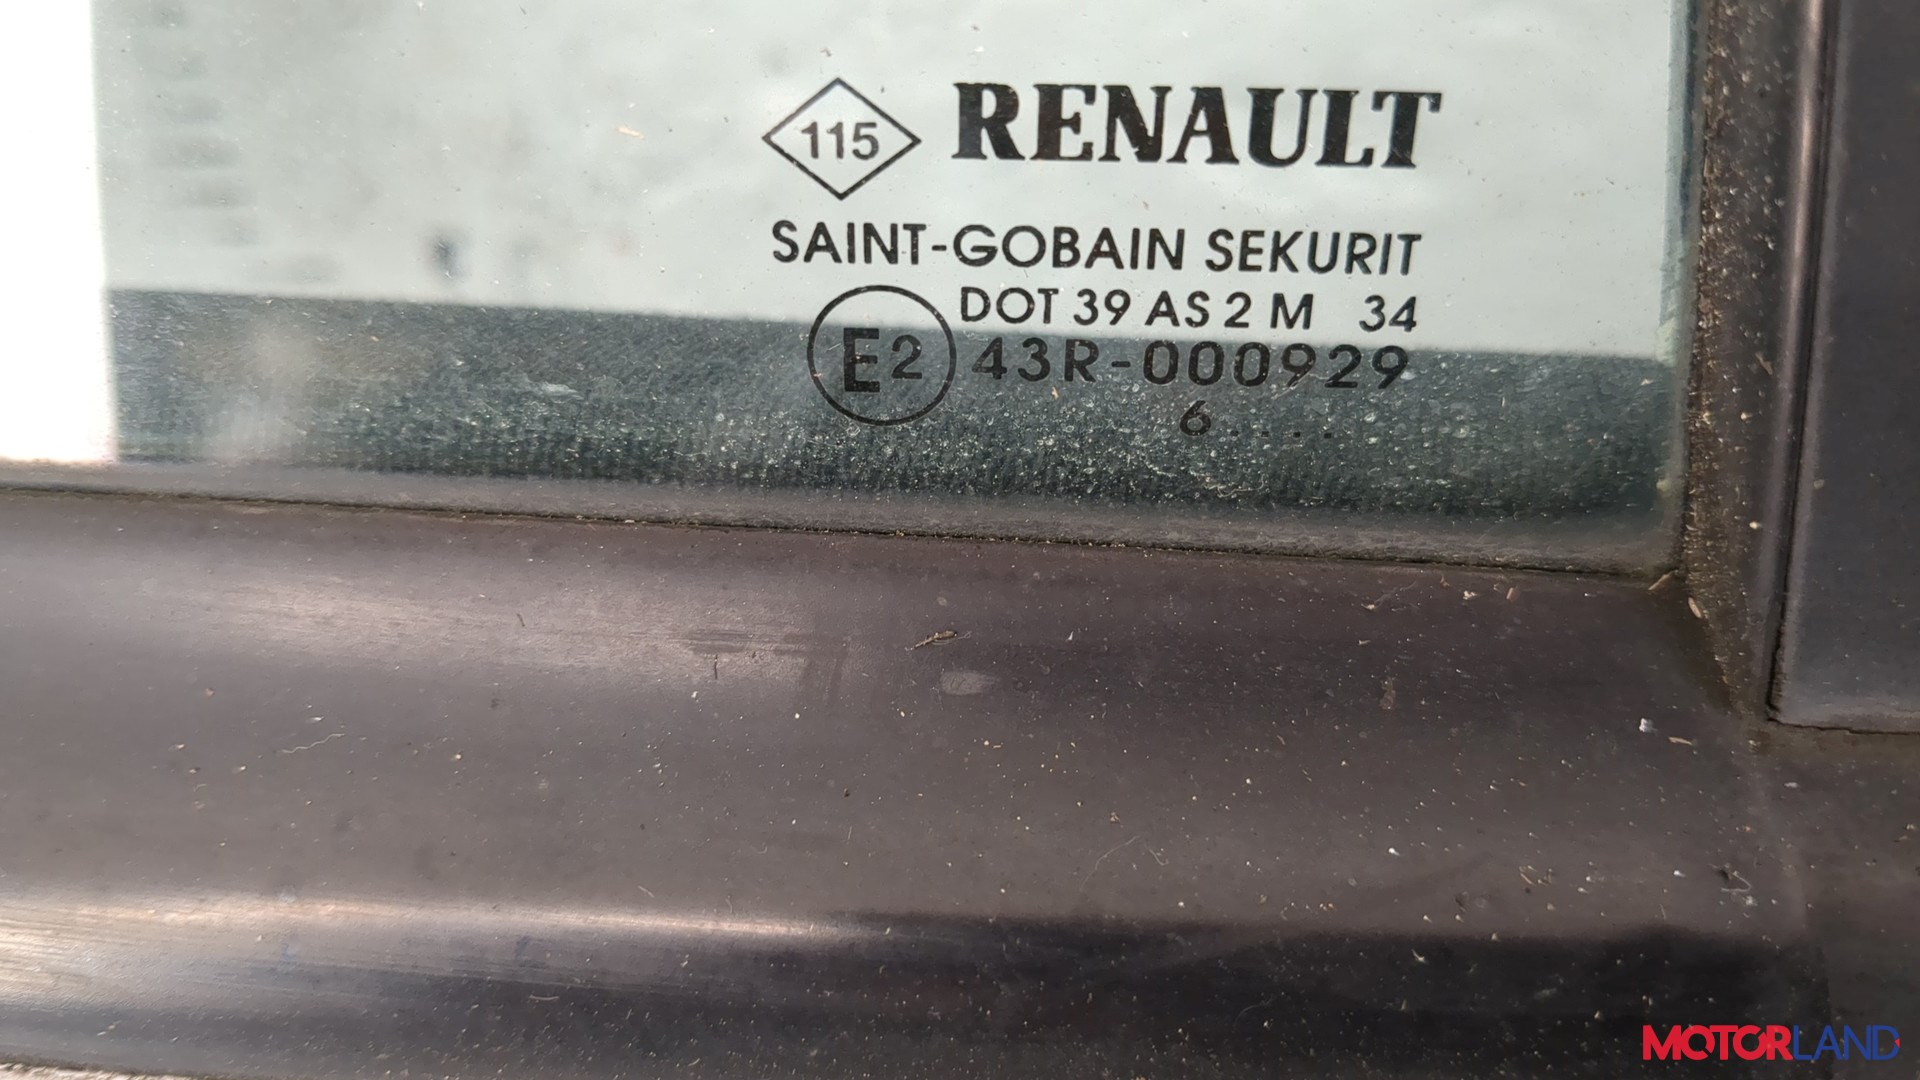 115 RENAULT
SAINT-GOBAIN SEKURIT
DOT 39 AS 2 M 34
E2 43R-000929
6....
MOTORLAND